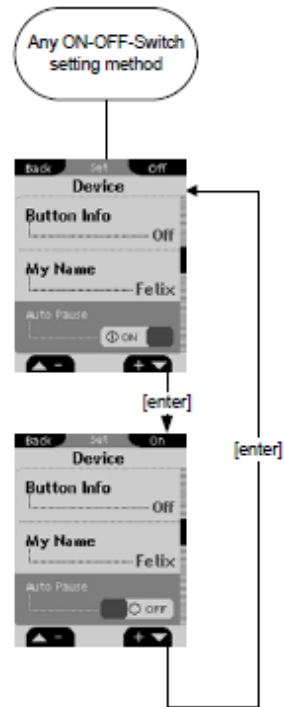 Any ON-OFF-Switch
setting method
Back Set Off
Device
Button Info
Off
My Name
Felix
Auto Pause
ON
[enter]
[enter]
Back Set On
Device
Button Info
Off
My Name
Felix
Auto Pause
OFF